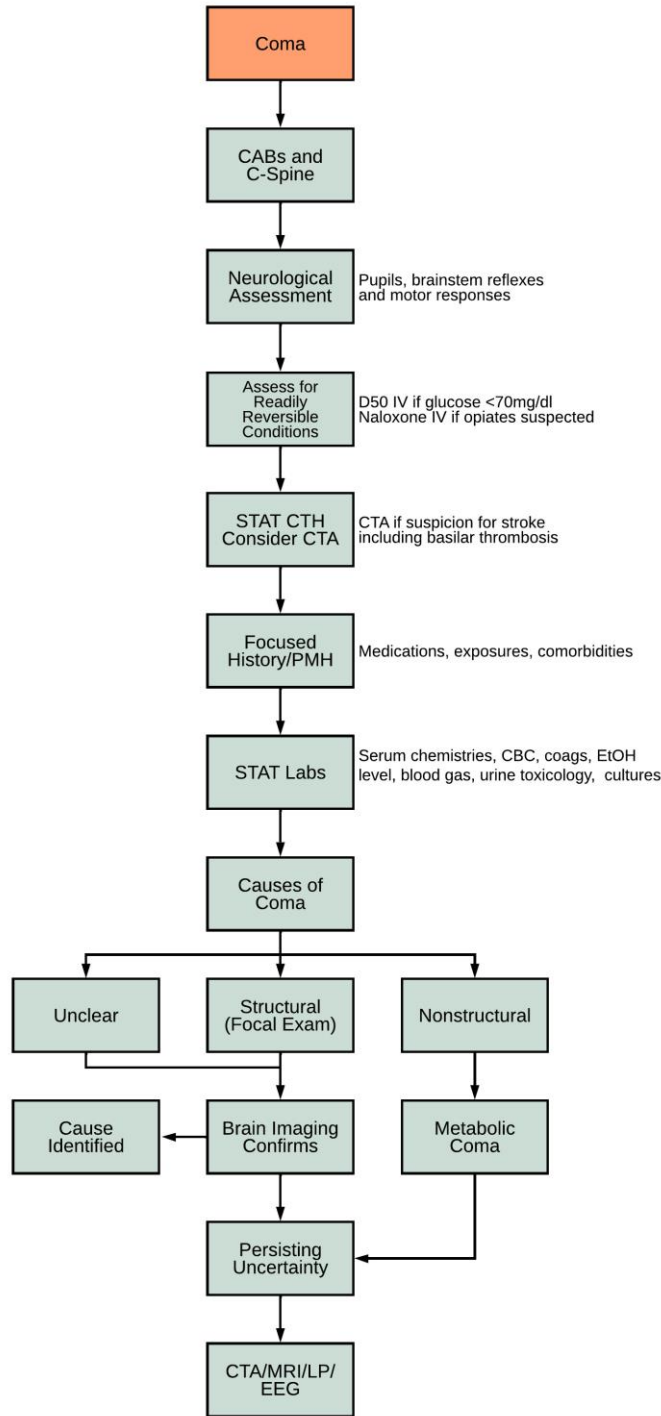 Coma
CABs and
C-Spine
Neurological
Assessment
Pupils, brainstem reflexes
and motor responses
Assess for
Readily
Reversible
Conditions
D50 IV if glucose <70mg/dl
Naloxone IV if opiates suspected
STAT CTH
Consider CTA
CTA if suspicion for stroke
including basilar thrombosis
Focused
History/PMH
Medications, exposures, comorbidities
STAT Labs
Serum chemistries, CBC, coags, EtOH
level, blood gas, urine toxicology, cultures
Causes of
Coma
Unclear
Structural
(Focal Exam)
Nonstructural
Cause
Identified
Brain Imaging
Confirms
Metabolic
Coma
Persisting
Uncertainty
CTA/MRI/LP/
EEG